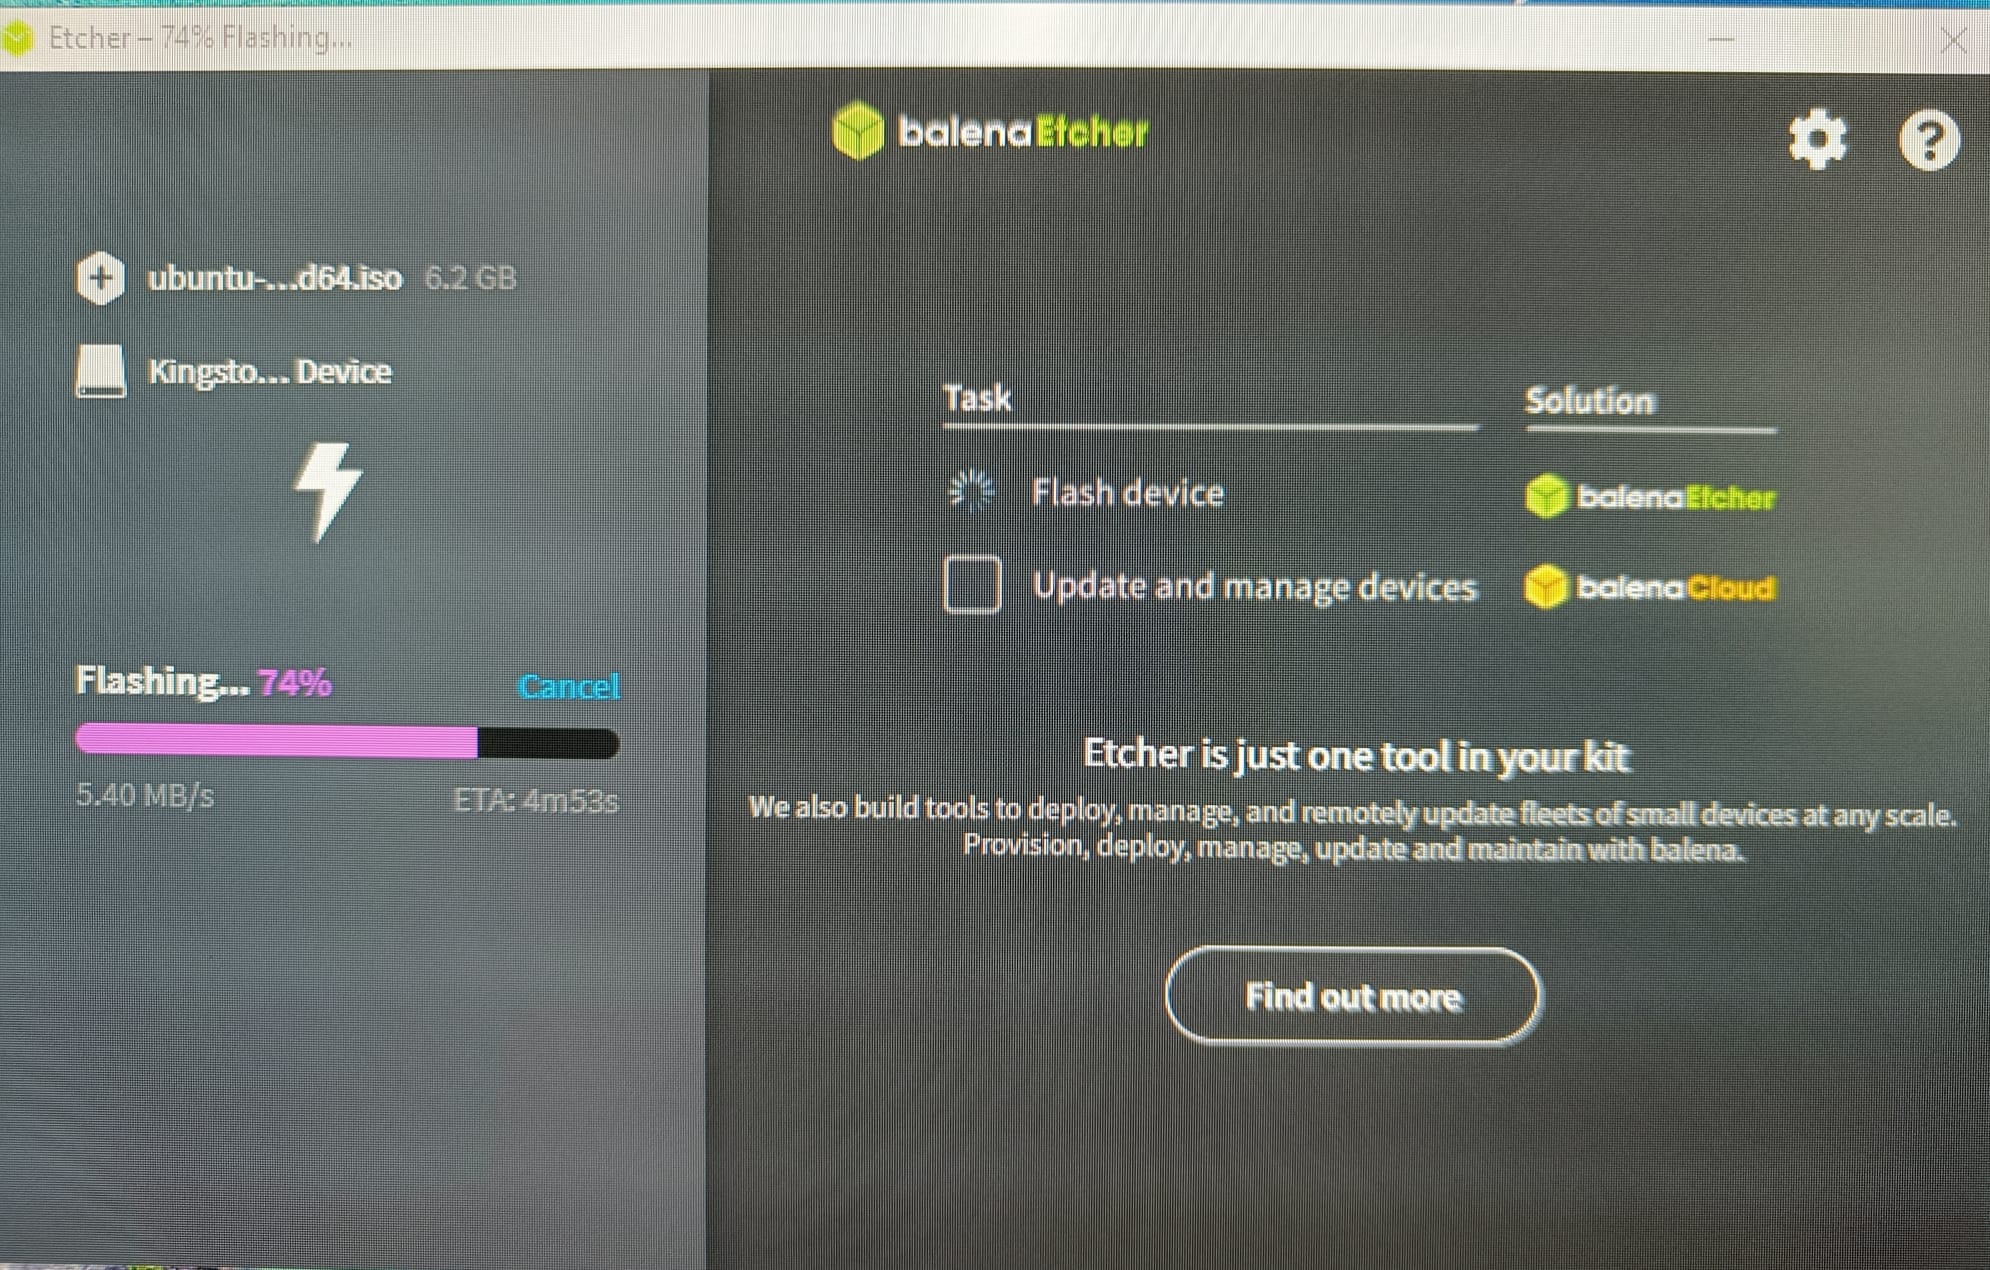 Etcher – 74% Flashing...
balenaEtcher
ubuntu-...d64.iso 6.2 GB
Kingsto... Device
Task Solution
Flash device balenaEtcher
Update and manage devices balenaCloud
Flashing... 74% Cancel
5.40 MB/s ETA: 4m53s
Etcher is just one tool in your kit
We also build tools to deploy, manage, and remotely update fleets of small devices at any scale.
Provision, deploy, manage, update and maintain with balena.
Find out more